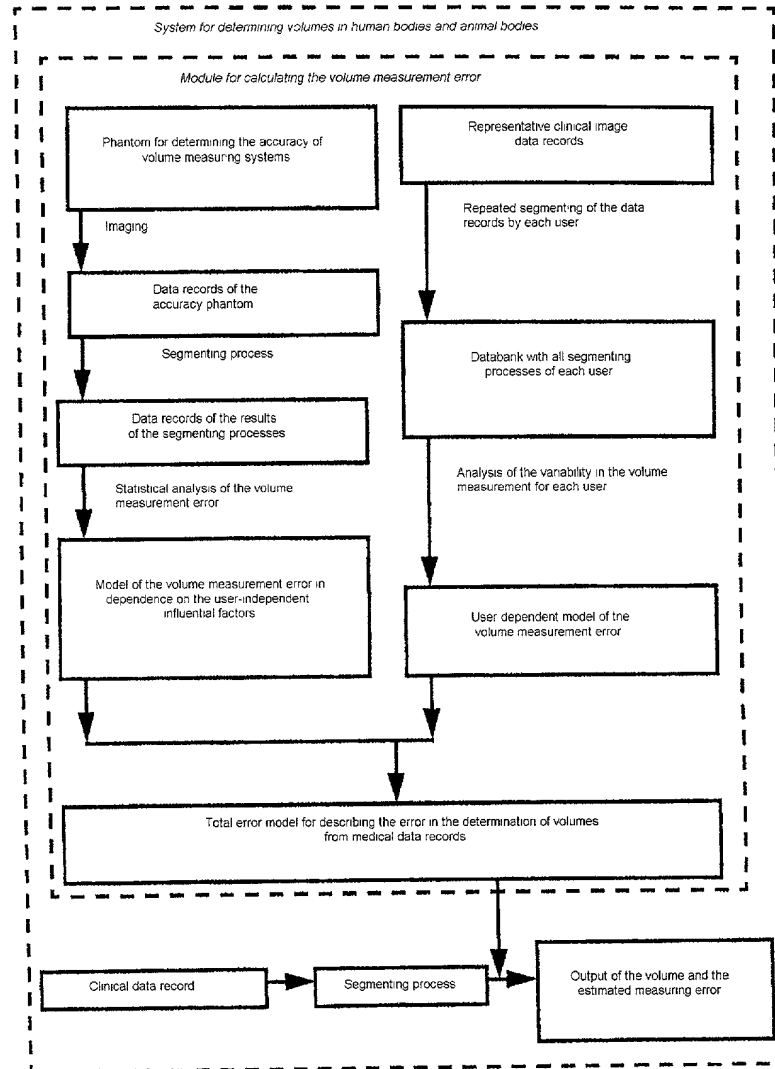 System for determining volumes in human bodies and animal bodies
Module for calculating the volume measurement error
Phantom for determining the accuracy of
volume measuring systems
Imaging
Data records of the
accuracy phantom
Segmenting process
Data records of the results
of the segmenting processes
Statistical analysis of the volume
measurement error
Model of the volume measurement error in
dependence on the user-independent
influential factors
Representative clinical image
data records
Repeated segmenting of the data
records by each user
Databank with all segmenting
processes of each user
Analysis of the variability in the volume
measurement for each user
User dependent model of the
volume measurement error
Total error model for describing the error in the determination of volumes
from medical data records
Clinical data record
Segmenting process
Output of the volume and the
estimated measuring error